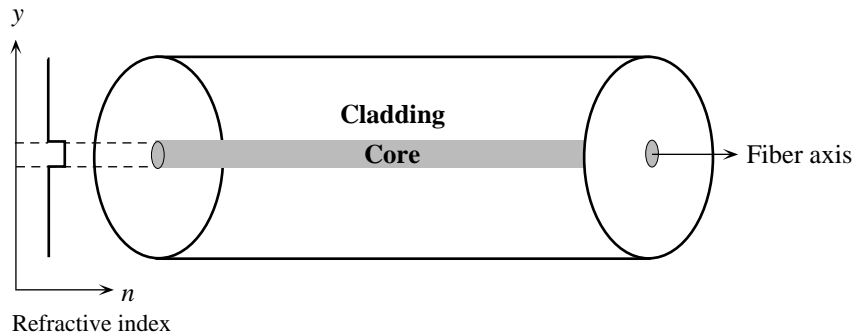 y
Cladding
Core
Fiber axis
n
Refractive index